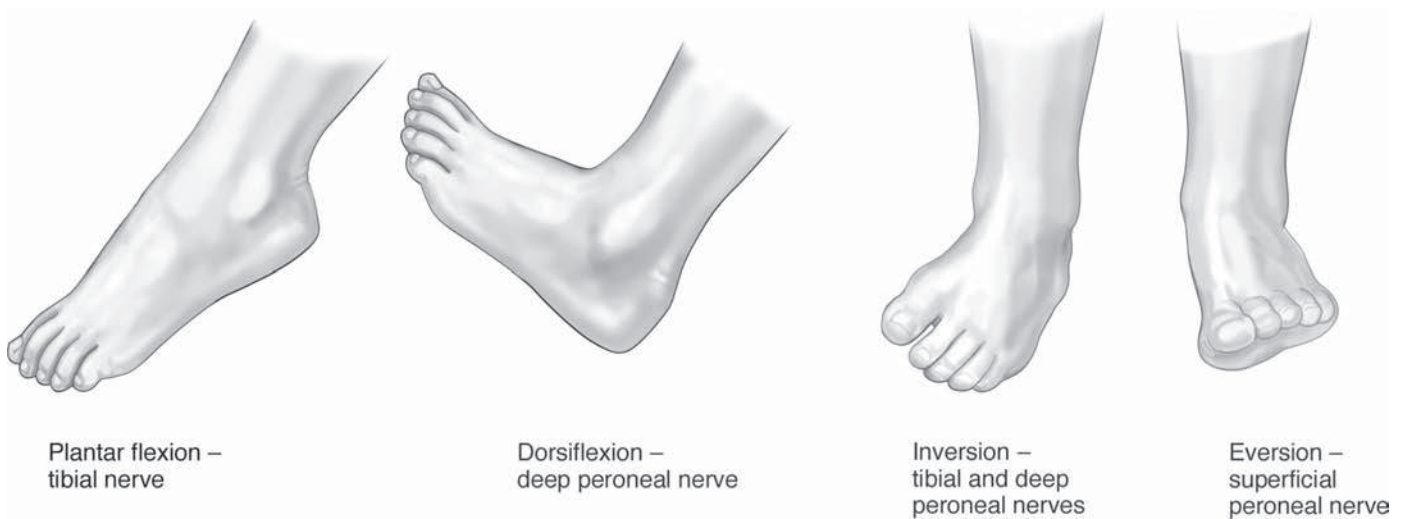 Plantar flexion –
tibial nerve
Dorsiflexion –
deep peroneal nerve
Inversion –
tibial and deep
peroneal nerves
Eversion –
superficial
peroneal nerve